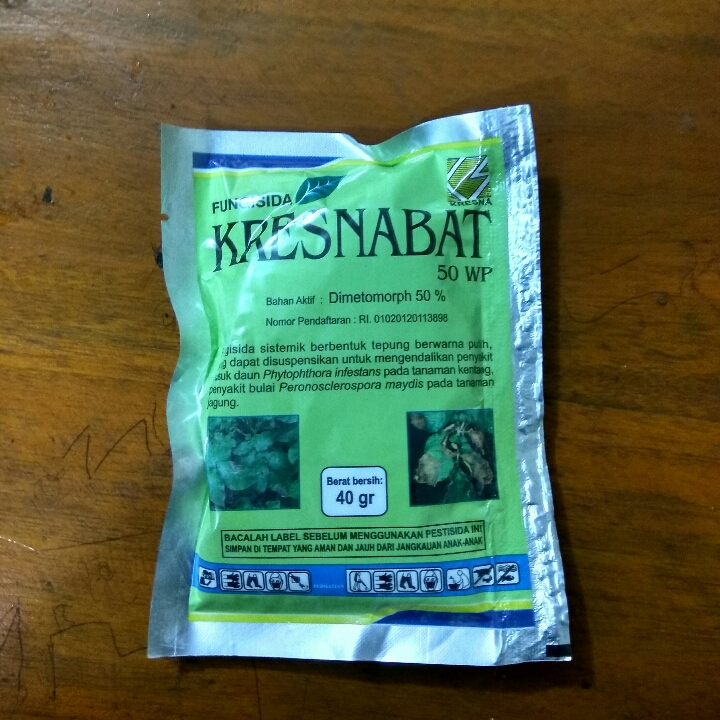 FUNGISIDA
KRESNA
KRESNABAT
50 WP
Bahan Aktif : Dimetomorph 50 %
Nomor Pendaftaran : RI. 01020120113898
sistemik berbentuk tepung berwarna putih,
dapat disuspensikan untuk mengendalikan penyakit
daun Phytophthora infestans pada tanaman kentang,
penyakit bulai Peronosclerospora maydis pada tanaman
jagung.
Berat bersih:
40 gr
BACALAH LABEL SEBELUM MENGGUNAKAN PESTISIDA INI
SIMPAN DI TEMPAT YANG AMAN DAN JAUH DARI JANGKAUAN ANAK-ANAK